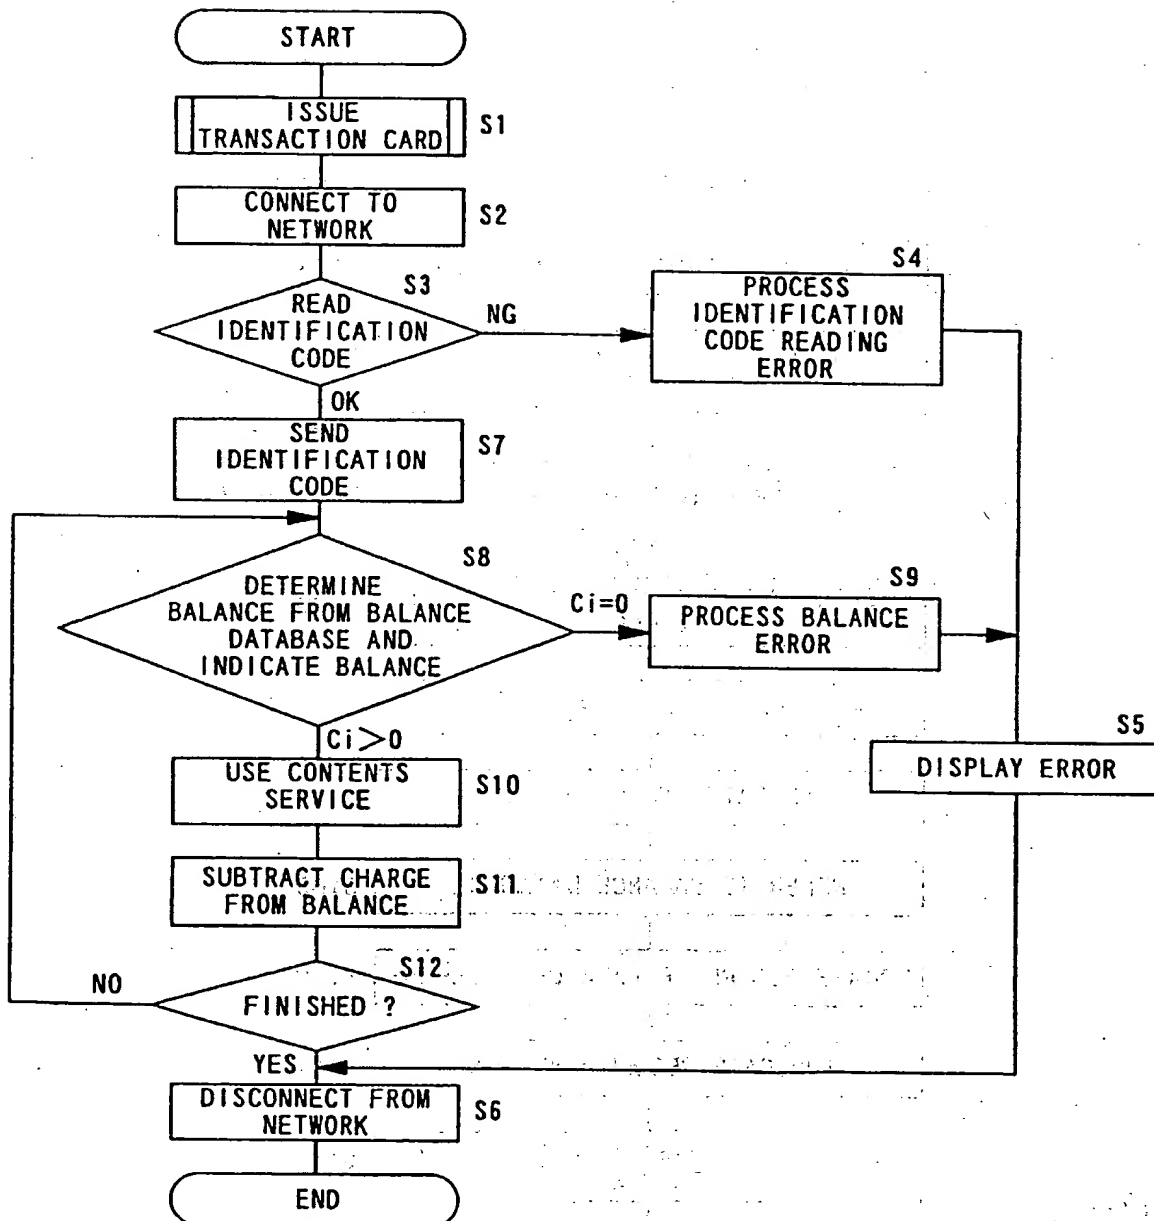 START
ISSUE
TRANSACTION CARD
S1
CONNECT TO
NETWORK
S2
S3
READ
IDENTIFICATION
CODE
NG
S4
PROCESS
IDENTIFICATION
CODE READING
ERROR
OK
SEND
IDENTIFICATION
CODE
S7
S8
DETERMINE
BALANCE FROM BALANCE
DATABASE AND
INDICATE BALANCE
Ci=0
S9
PROCESS BALANCE
ERROR
Ci>0
S5
DISPLAY ERROR
USE CONTENTS
SERVICE
S10
SUBTRACT CHARGE
FROM BALANCE
S11
S12
NO
FINISHED ?
YES
DISCONNECT FROM
NETWORK
S6
END